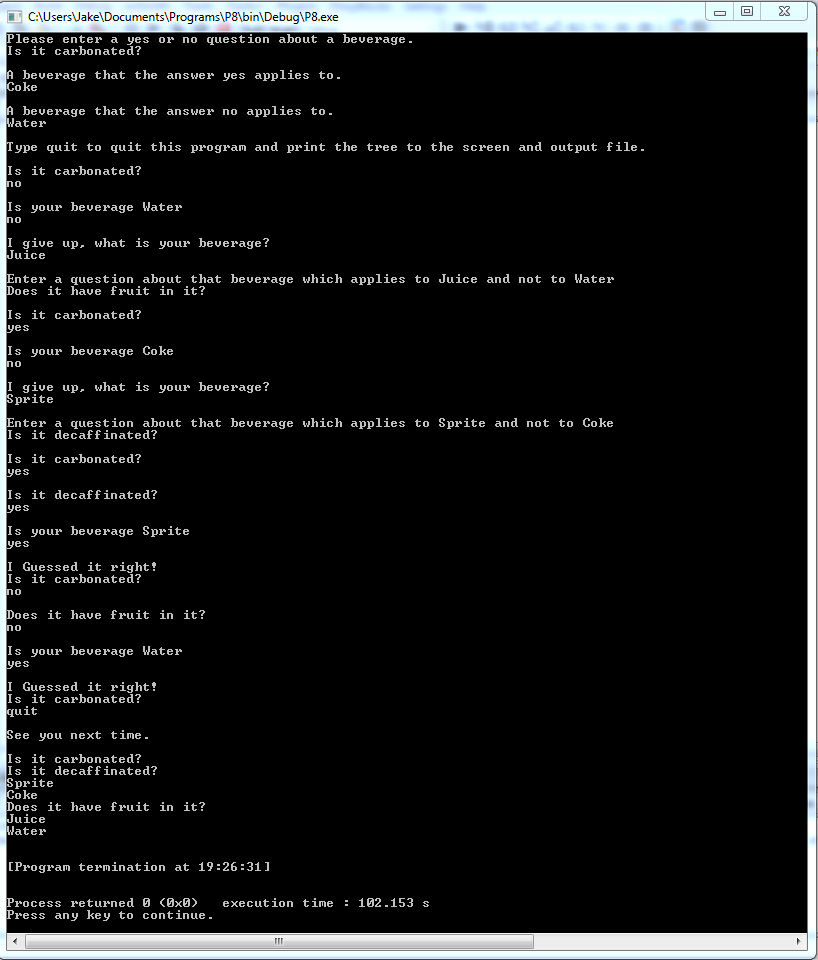 C:\Users\Jake\Documents\Programs\P8\bin\Debug\P8.exe
Please enter a yes or no question about a beverage.
Is it carbonated?
A beverage that the answer yes applies to.
Coke
A beverage that the answer no applies to.
Water
Type quit to quit this program and print the tree to the screen and output file.
Is it carbonated?
no
Is your beverage Water
no
I give up, what is your beverage?
Juice
Enter a question about that beverage which applies to Juice and not to Water
Does it have fruit in it?
Is it carbonated?
yes
Is your beverage Coke
no
I give up, what is your beverage?
Sprite
Enter a question about that beverage which applies to Sprite and not to Coke
Is it decaffinated?
Is it carbonated?
yes
Is it decaffinated?
yes
Is your beverage Sprite
yes
I Guessed it right!
Is it carbonated?
no
Does it have fruit in it?
no
Is your beverage Water
yes
I Guessed it right!
Is it carbonated?
quit
See you next time.
Is it carbonated?
Is it decaffinated?
Sprite
Coke
Does it have fruit in it?
Juice
Water
[Program termination at 19:26:31]
Process returned 0 (0x0)   execution time : 102.153 s
Press any key to continue.